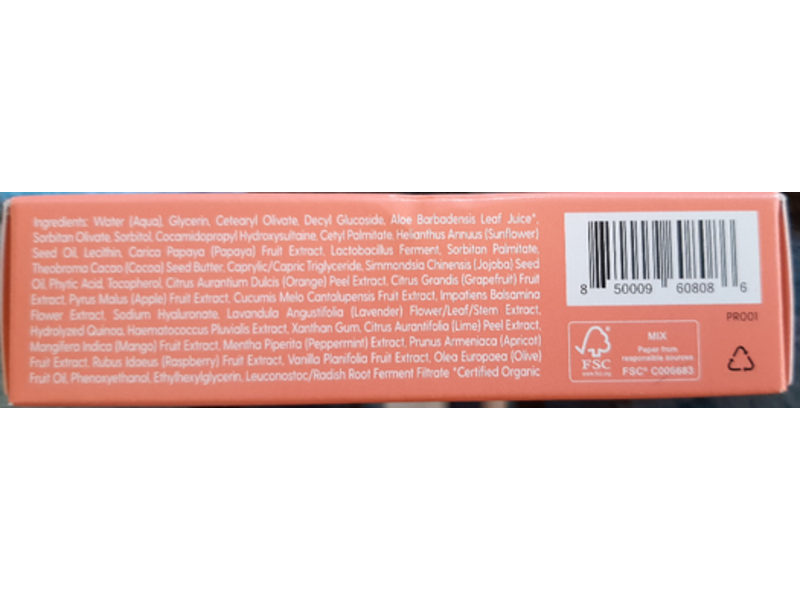 Ingredients: Water (Aqua), Glycerin, Cetearyl Olivate, Decyl Glucoside, Aloe Barbadensis Leaf Juice*,
Sorbitan Olivate, Sorbitol, Cocamidopropyl Hydroxysultaine, Cetyl Palmitate, Helianthus Annuus (Sunflower)
Seed Oil, Lecithin, Carica Papaya (Papaya) Fruit Extract, Lactobacillus Ferment, Sorbitan Palmitate,
Theobroma Cacao (Cocoa) Seed Butter, Caprylic/Capric Triglyceride, Simmondsia Chinensis (Jojoba) Seed
Oil, Phytic Acid, Tocopherol, Citrus Aurantium Dulcis (Orange) Peel Extract, Citrus Grandis (Grapefruit) Fruit
Extract, Pyrus Malus (Apple) Fruit Extract, Cucumis Melo Cantalupensis Fruit Extract, Impatiens Balsamina
Flower Extract, Sodium Hyaluronate, Lavandula Angustifolia (Lavender) Flower/Leaf/Stem Extract,
Hydrolyzed Quinoa, Haematococcus Pluvialis Extract, Xanthan Gum, Citrus Aurantifolia (Lime) Peel Extract,
Mangifera Indica (Mango) Fruit Extract, Mentha Piperita (Peppermint) Extract, Prunus Armeniaca (Apricot)
Fruit Extract, Rubus Idaeus (Raspberry) Fruit Extract, Vanilla Planifolia Fruit Extract, Olea Europaea (Olive)
Fruit Oil, Phenoxyethanol, Ethylhexylglycerin, Leuconostoc/Radish Root Ferment Filtrate *Certified Organic
8 50009 60808 6
PR001
FSC
www.fsc.org
MIX
Paper from
responsible sources
FSC® C006683